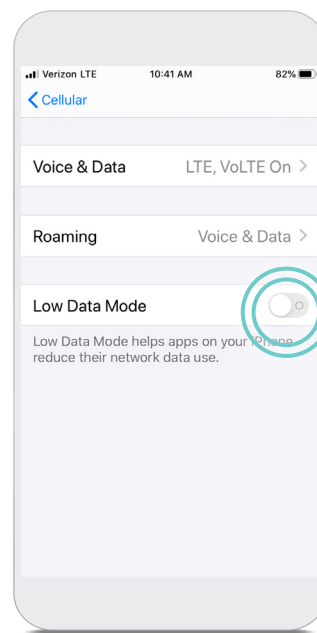 Verizon LTE 10:41 AM 82%
Cellular
Voice & Data LTE, VoLTE On
Roaming Voice & Data
Low Data Mode
Low Data Mode helps apps on your iPhone
reduce their network data use.